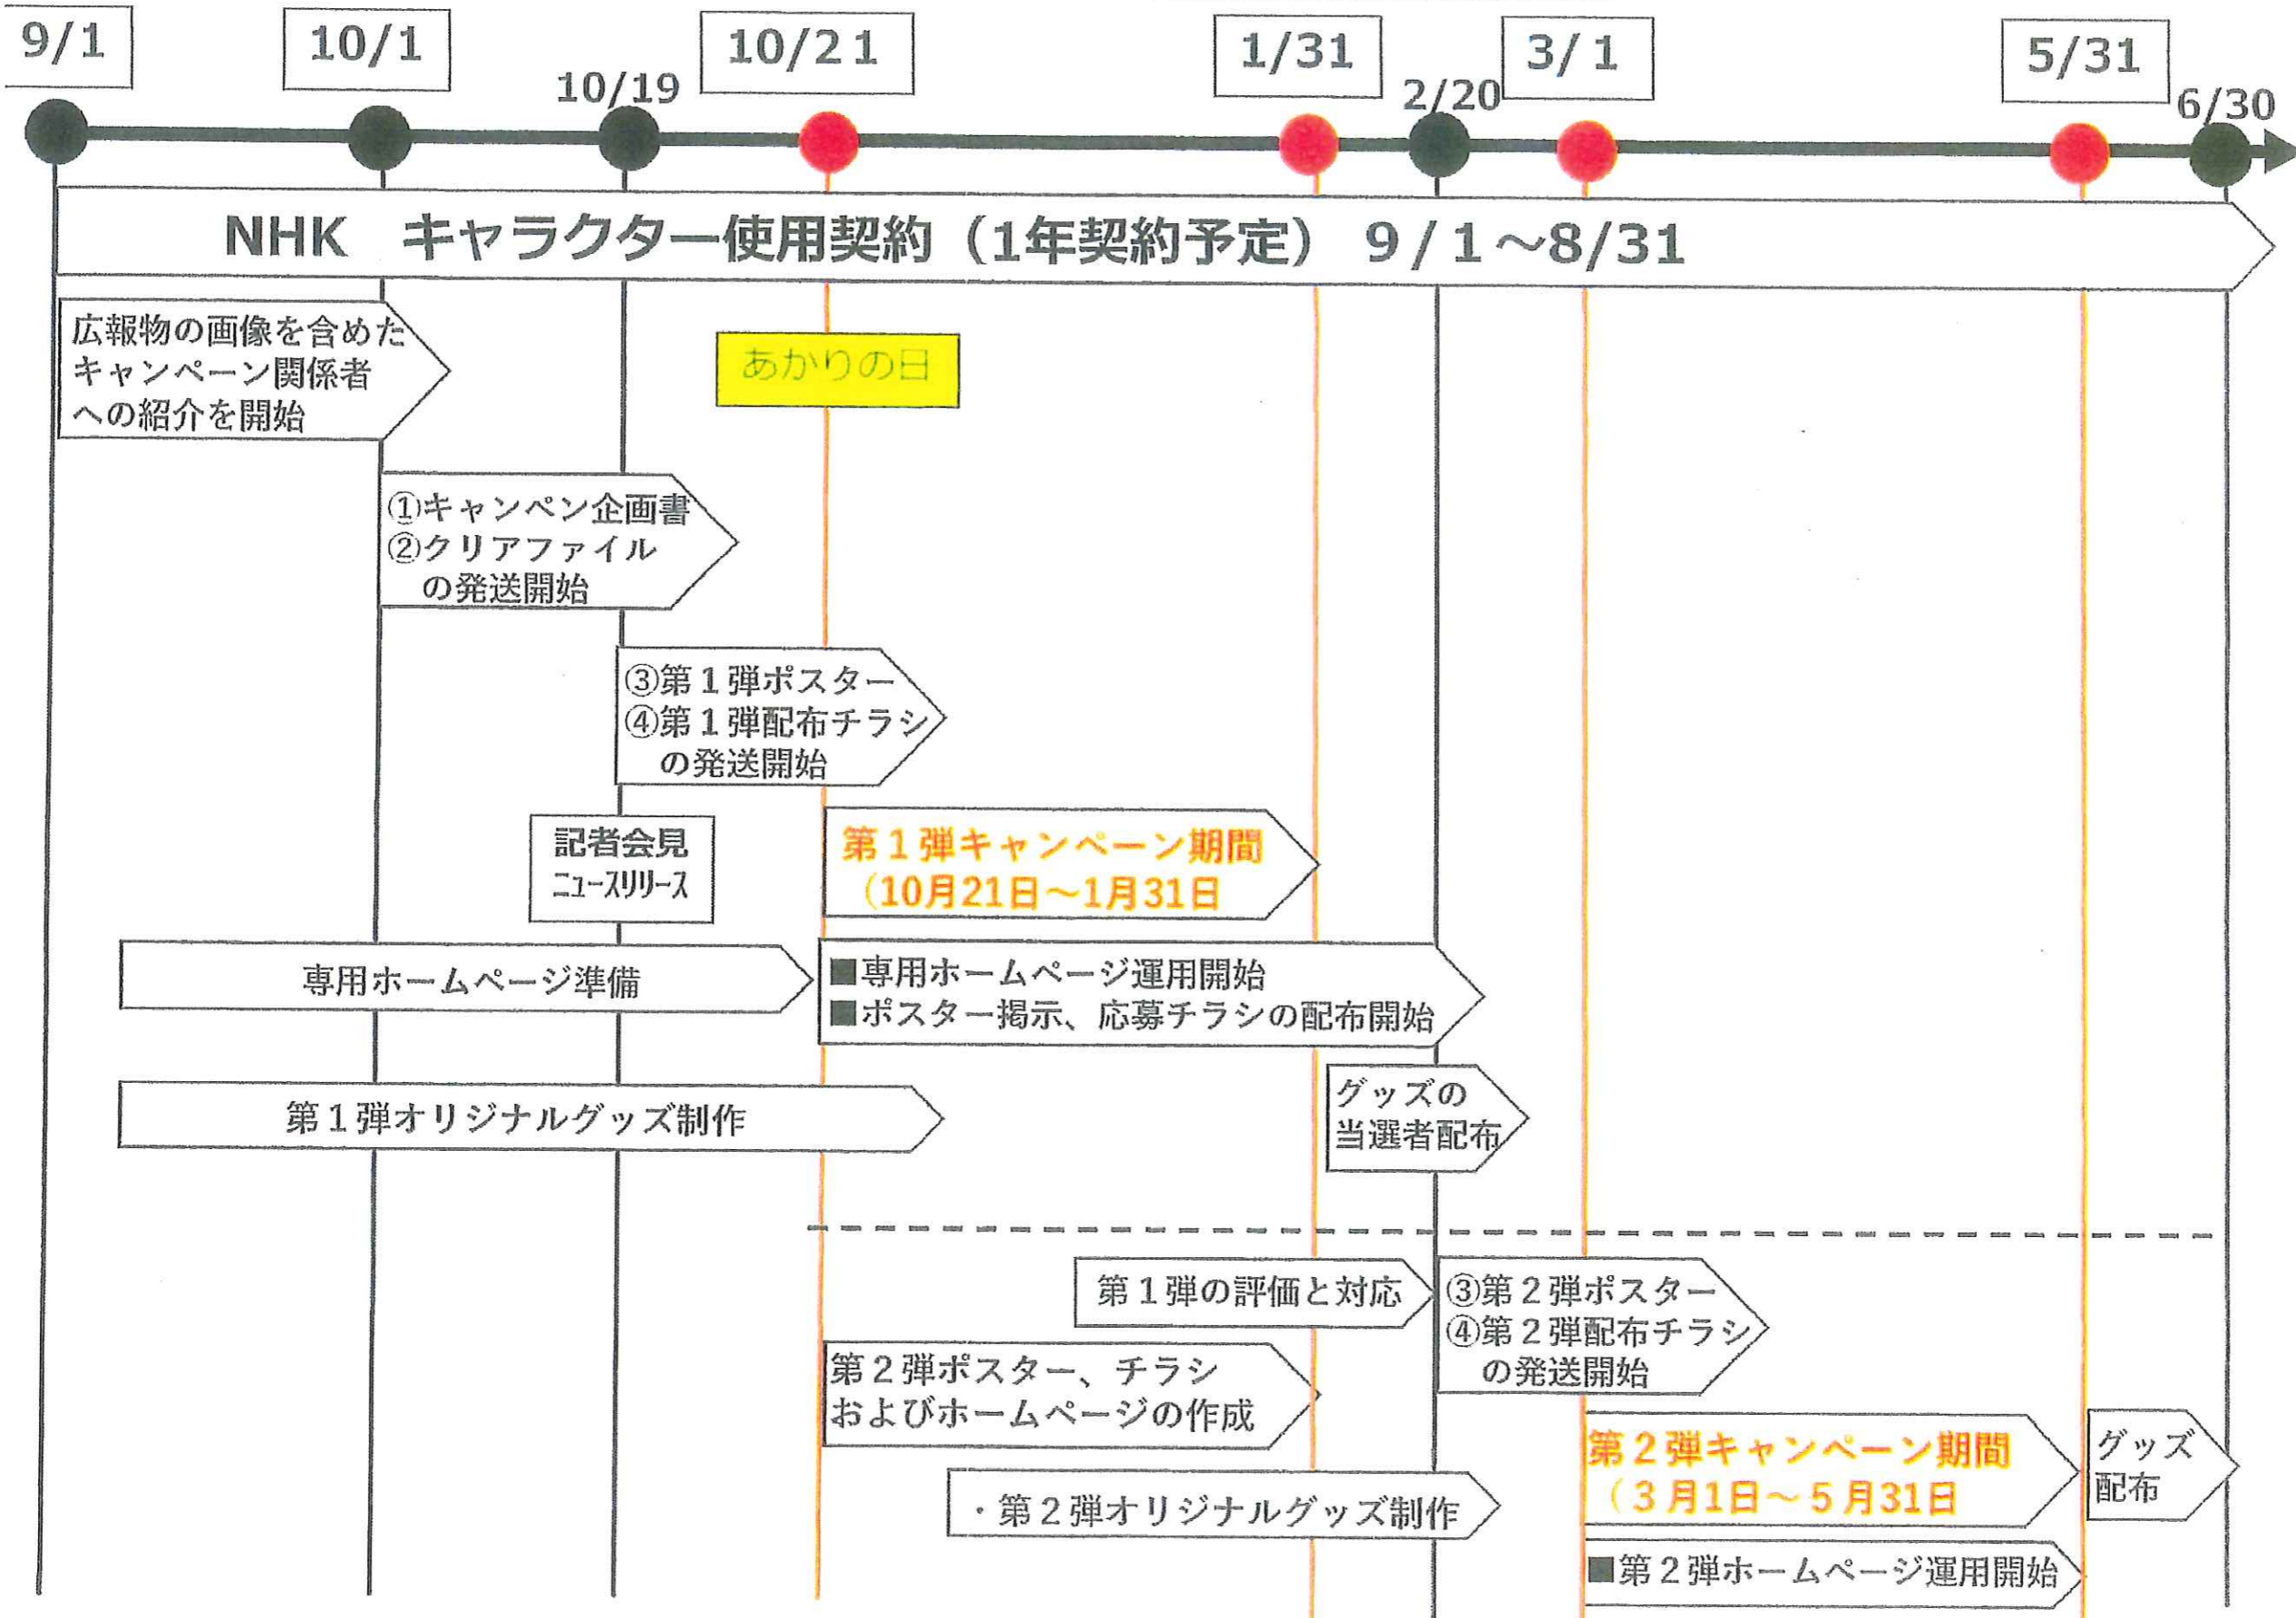 9/1
10/1
10/19
10/21
1/31
2/20
3/1
5/31
6/30
NHK　キャラクター使用契約（1年契約予定）　9/1～8/31
広報物の画像を含めた
キャンペーン関係者
への紹介を開始
あかりの日
①キャンペン企画書
②クリアファイル
の発送開始
③第１弾ポスター
④第１弾配布チラシ
の発送開始
記者会見
ニュースリリース
第１弾キャンペーン期間
（10月21日～1月31日
専用ホームページ準備
■専用ホームページ運用開始
■ポスター掲示、応募チラシの配布開始
第１弾オリジナルグッズ制作
グッズの
当選者配布
第１弾の評価と対応
③第２弾ポスター
④第２弾配布チラシ
の発送開始
第２弾ポスター、チラシ
およびホームページの作成
第２弾キャンペーン期間
（３月1日～５月31日
グッズ
配布
・第２弾オリジナルグッズ制作
■第２弾ホームページ運用開始